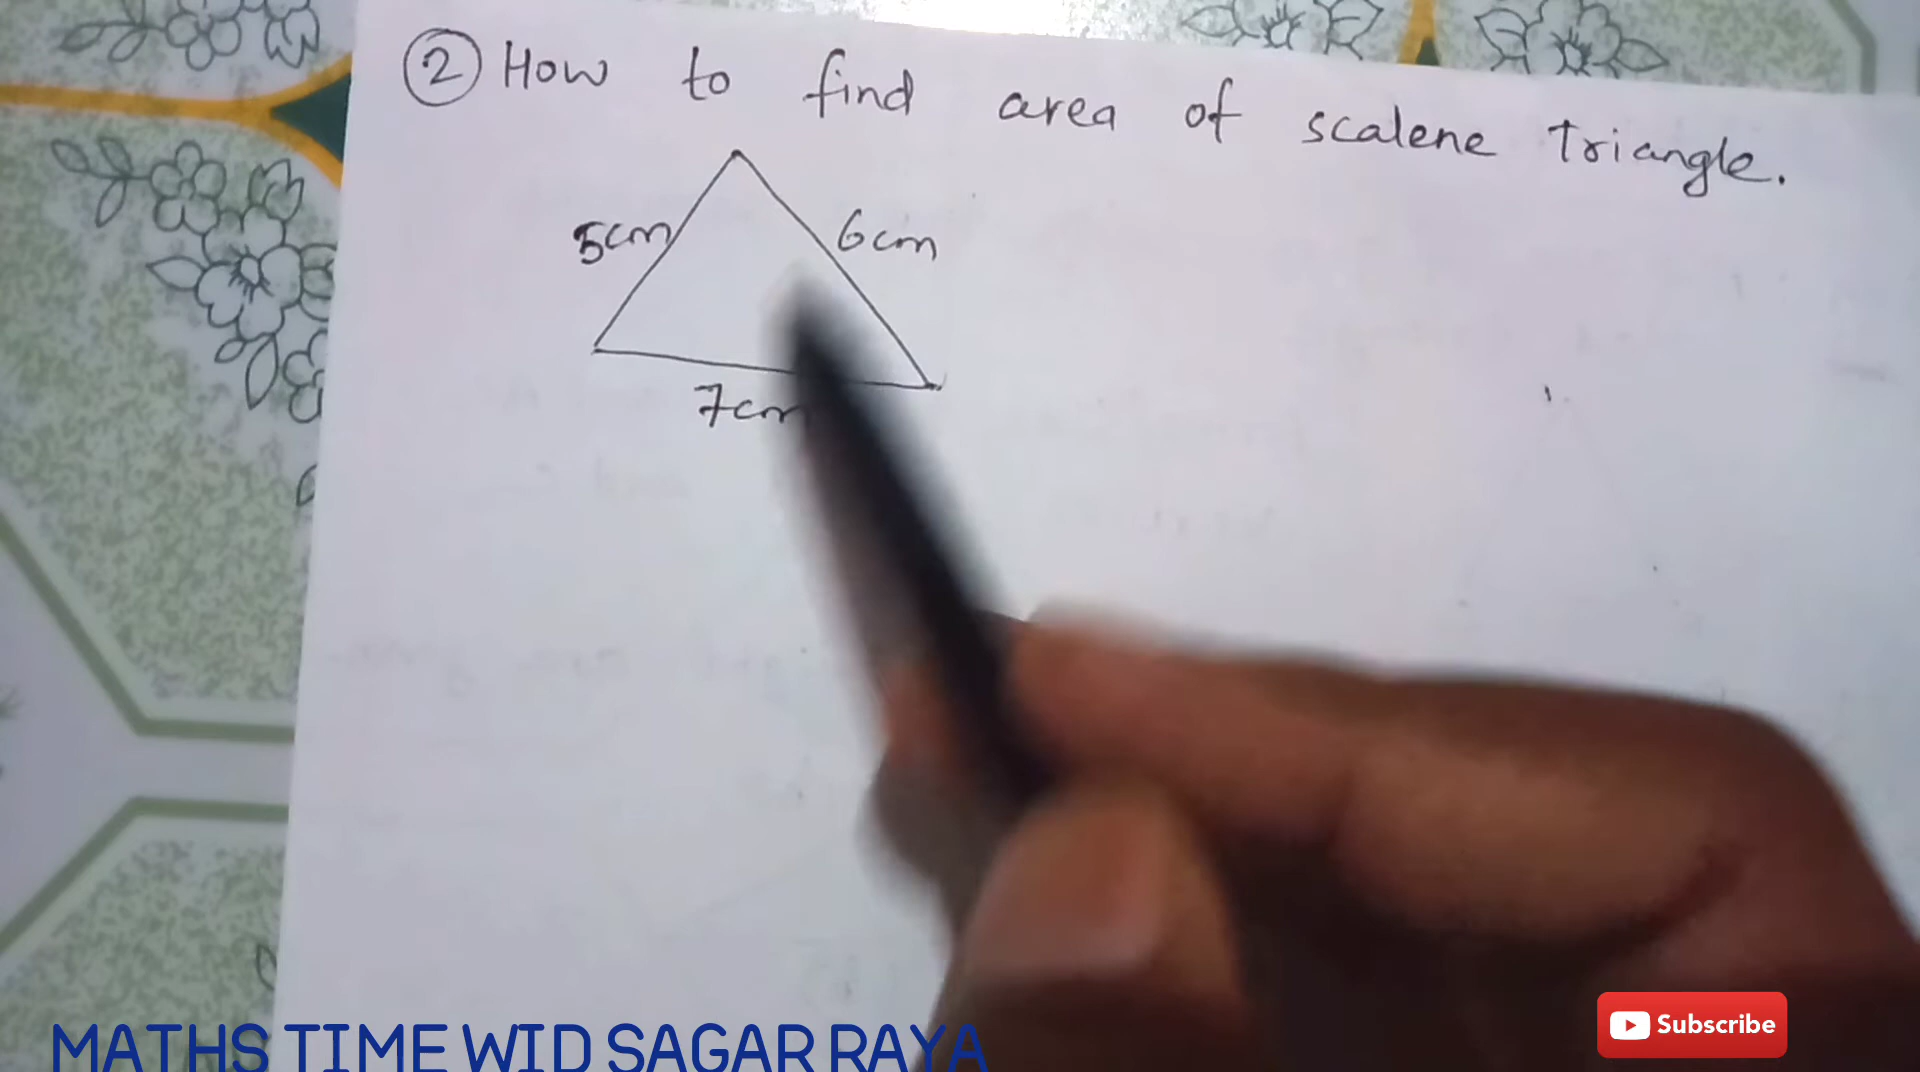 ② How to find area of scalene triangle.
5cm
6cm
7cm
MATHS TIME WID SAGAR RAYA
Subscribe